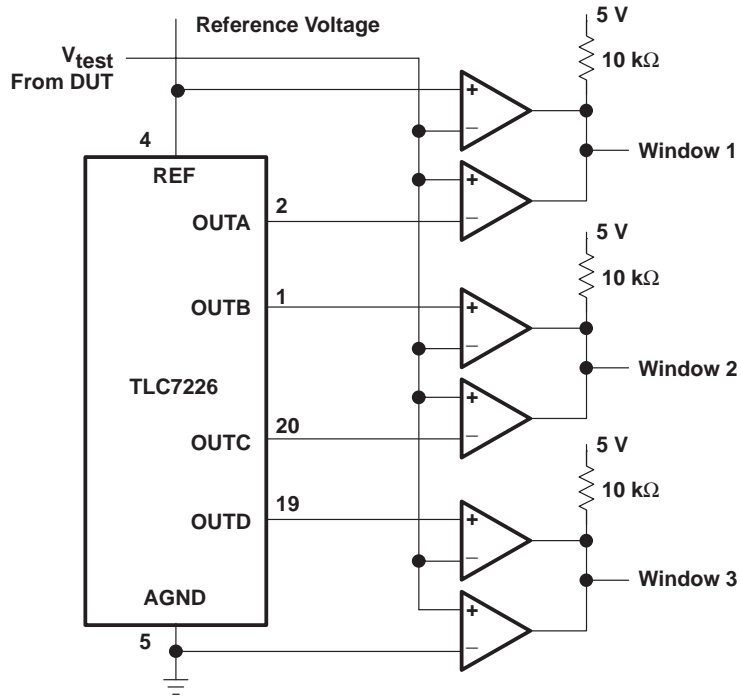 Reference Voltage
Vtest
From DUT
5 V
10 kΩ
+
−
Window 1
4
REF
+
−
2
OUTA
5 V
10 kΩ
1
OUTB
+
−
Window 2
TLC7226
+
−
20
OUTC
5 V
10 kΩ
19
OUTD
+
−
Window 3
AGND
+
−
5